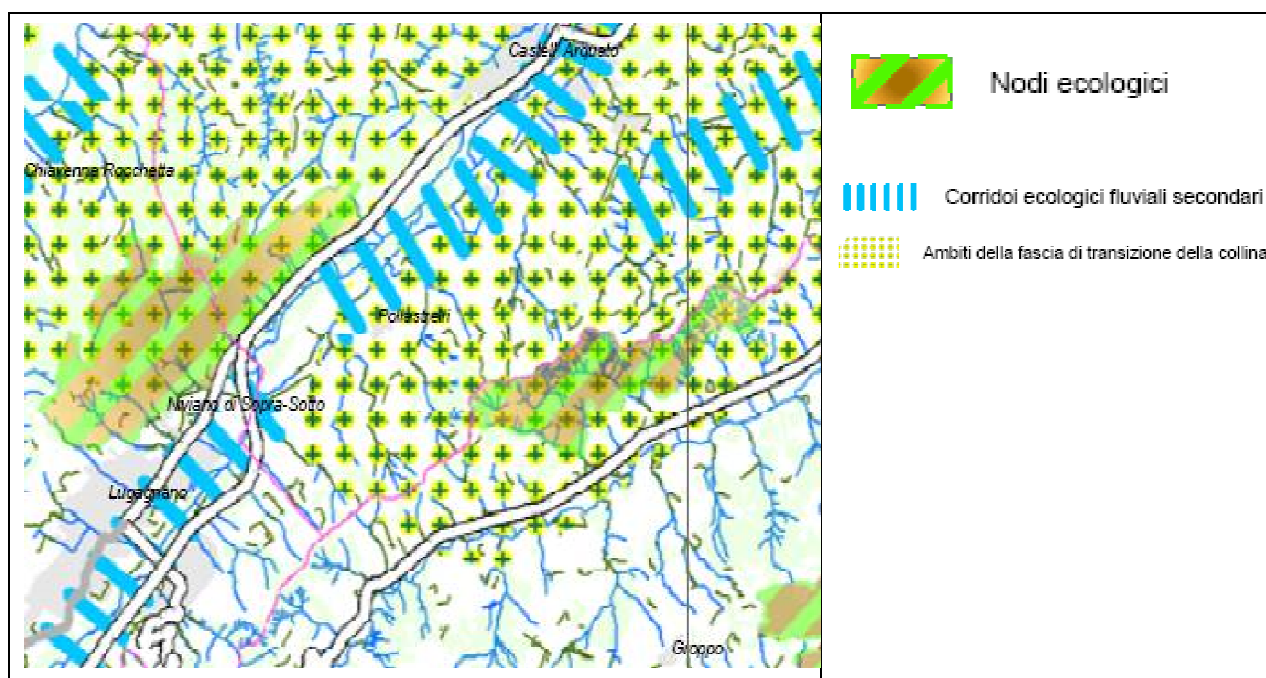 Castell' Arquato
Chiavenna Rocchetta
Pollastrelli
Niviano di Sopra-Sotto
Lugagnano
Groppo
Nodi ecologici
Corridoi ecologici fluviali secondari
Ambiti della fascia di transizione della collina